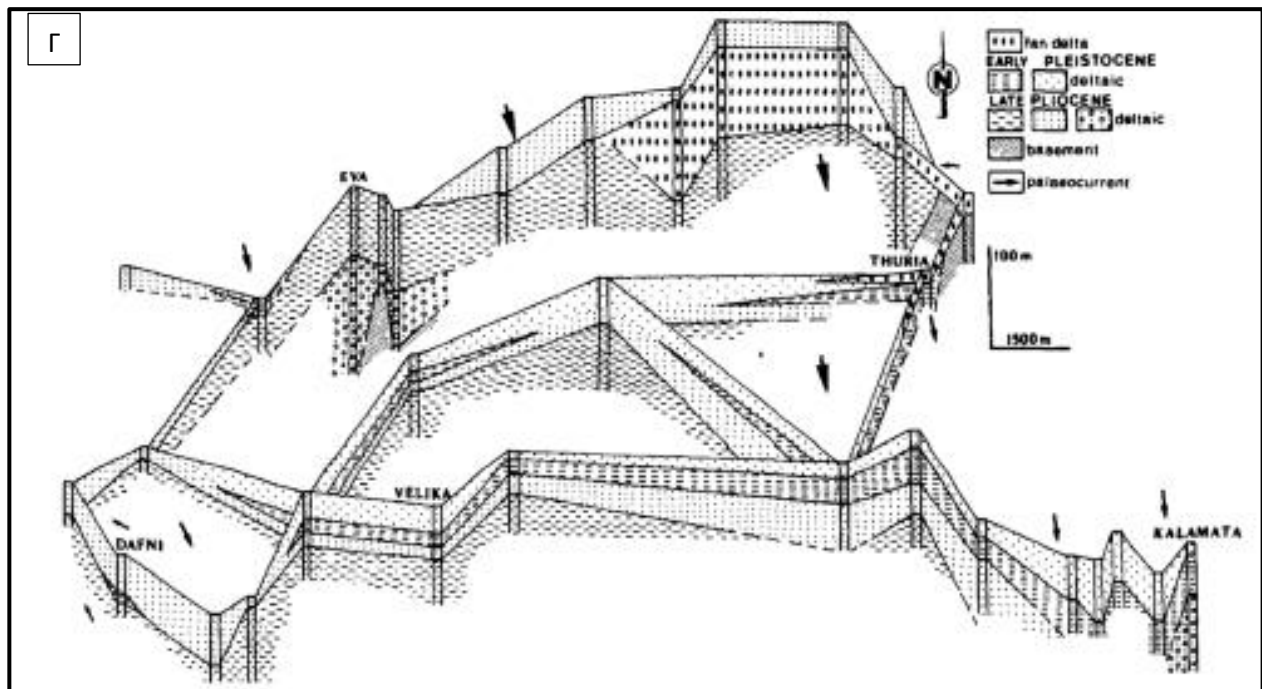 Γ
fan delta
EARLY PLEISTOCENE
deltaic
LATE PLIOCENE
deltaic
basement
palaeocurrent
N
EVA
THURIA
100m
1500m
VELIKA
DAFNI
KALAMATA